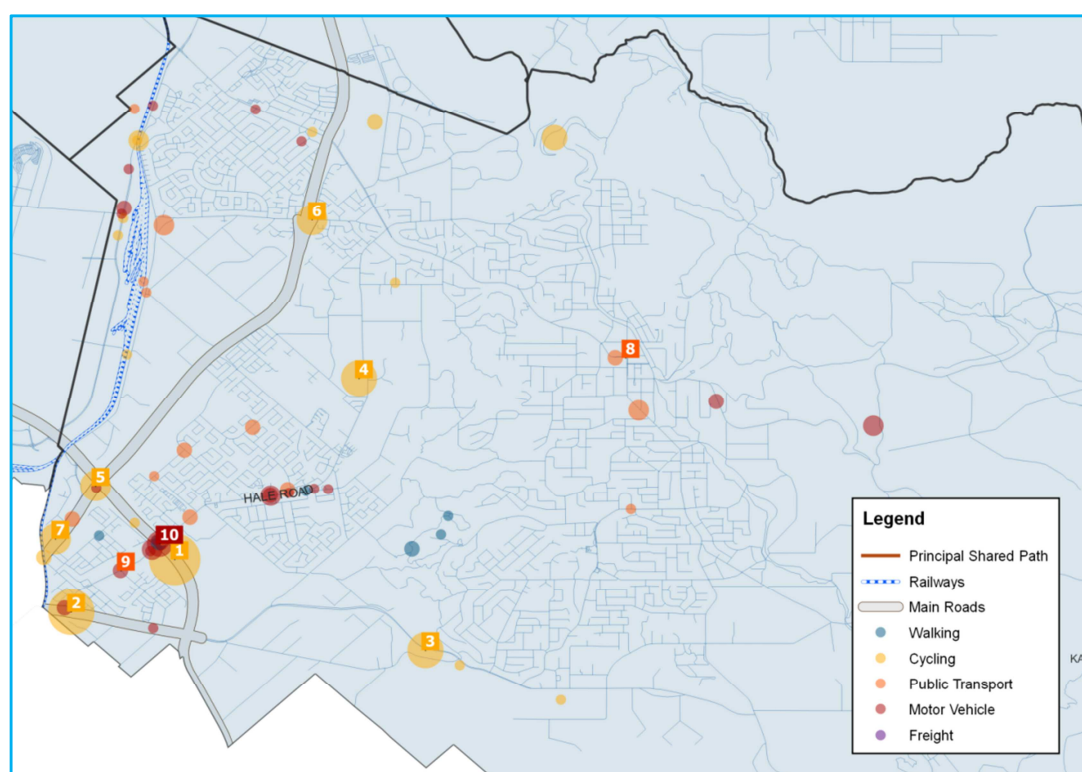 6
8
4
HALE ROAD
5
7
10
1
9
2
3
KA
Legend
Principal Shared Path
Railways
Main Roads
Walking
Cycling
Public Transport
Motor Vehicle
Freight